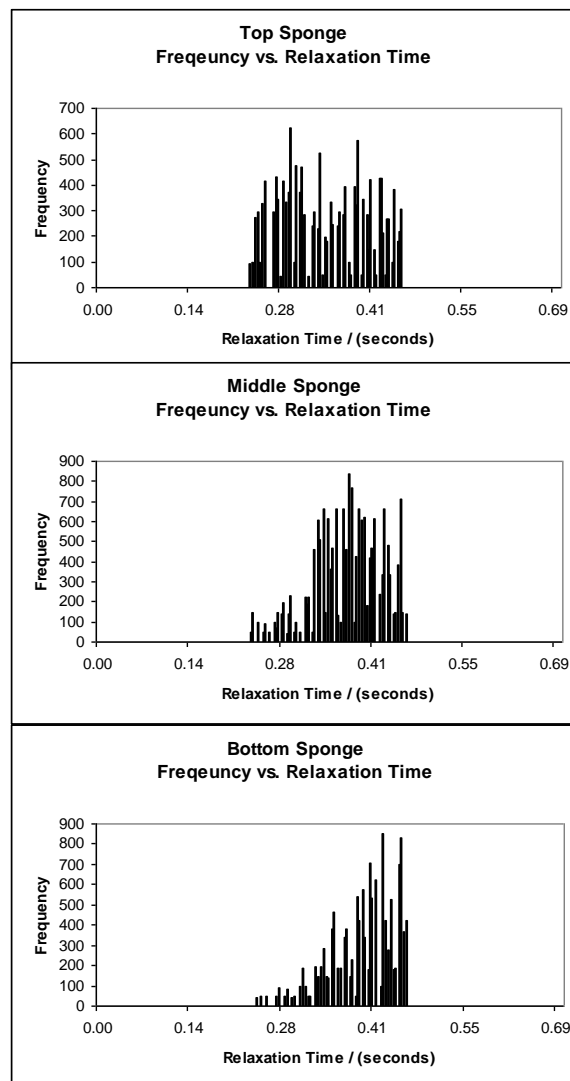 Top Sponge
Freqeuncy vs. Relaxation Time
700
600
500
400
300
200
100
0
Frequency
0.00 0.14 0.28 0.41 0.55 0.69
Relaxation Time / (seconds)
Middle Sponge
Freqeuncy vs. Relaxation Time
900
800
700
600
500
400
300
200
100
0
Frequency
0.00 0.14 0.28 0.41 0.55 0.69
Relaxation Time / (seconds)
Bottom Sponge
Freqeuncy vs. Relaxation Time
900
800
700
600
500
400
300
200
100
0
Frequency
0.00 0.14 0.28 0.41 0.55 0.69
Relaxation Time / (seconds)